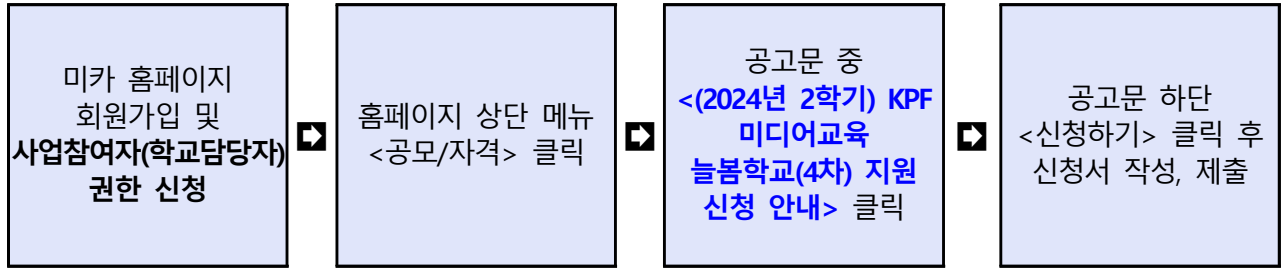 미카 홈페이지
회원가입 및
사업참여자(학교담당자)
권한 신청
홈페이지 상단 메뉴
<공모/자격> 클릭
공고문 중
<(2024년 2학기) KPF
미디어교육
늘봄학교(4차) 지원
신청 안내> 클릭
공고문 하단
<신청하기> 클릭 후
신청서 작성, 제출